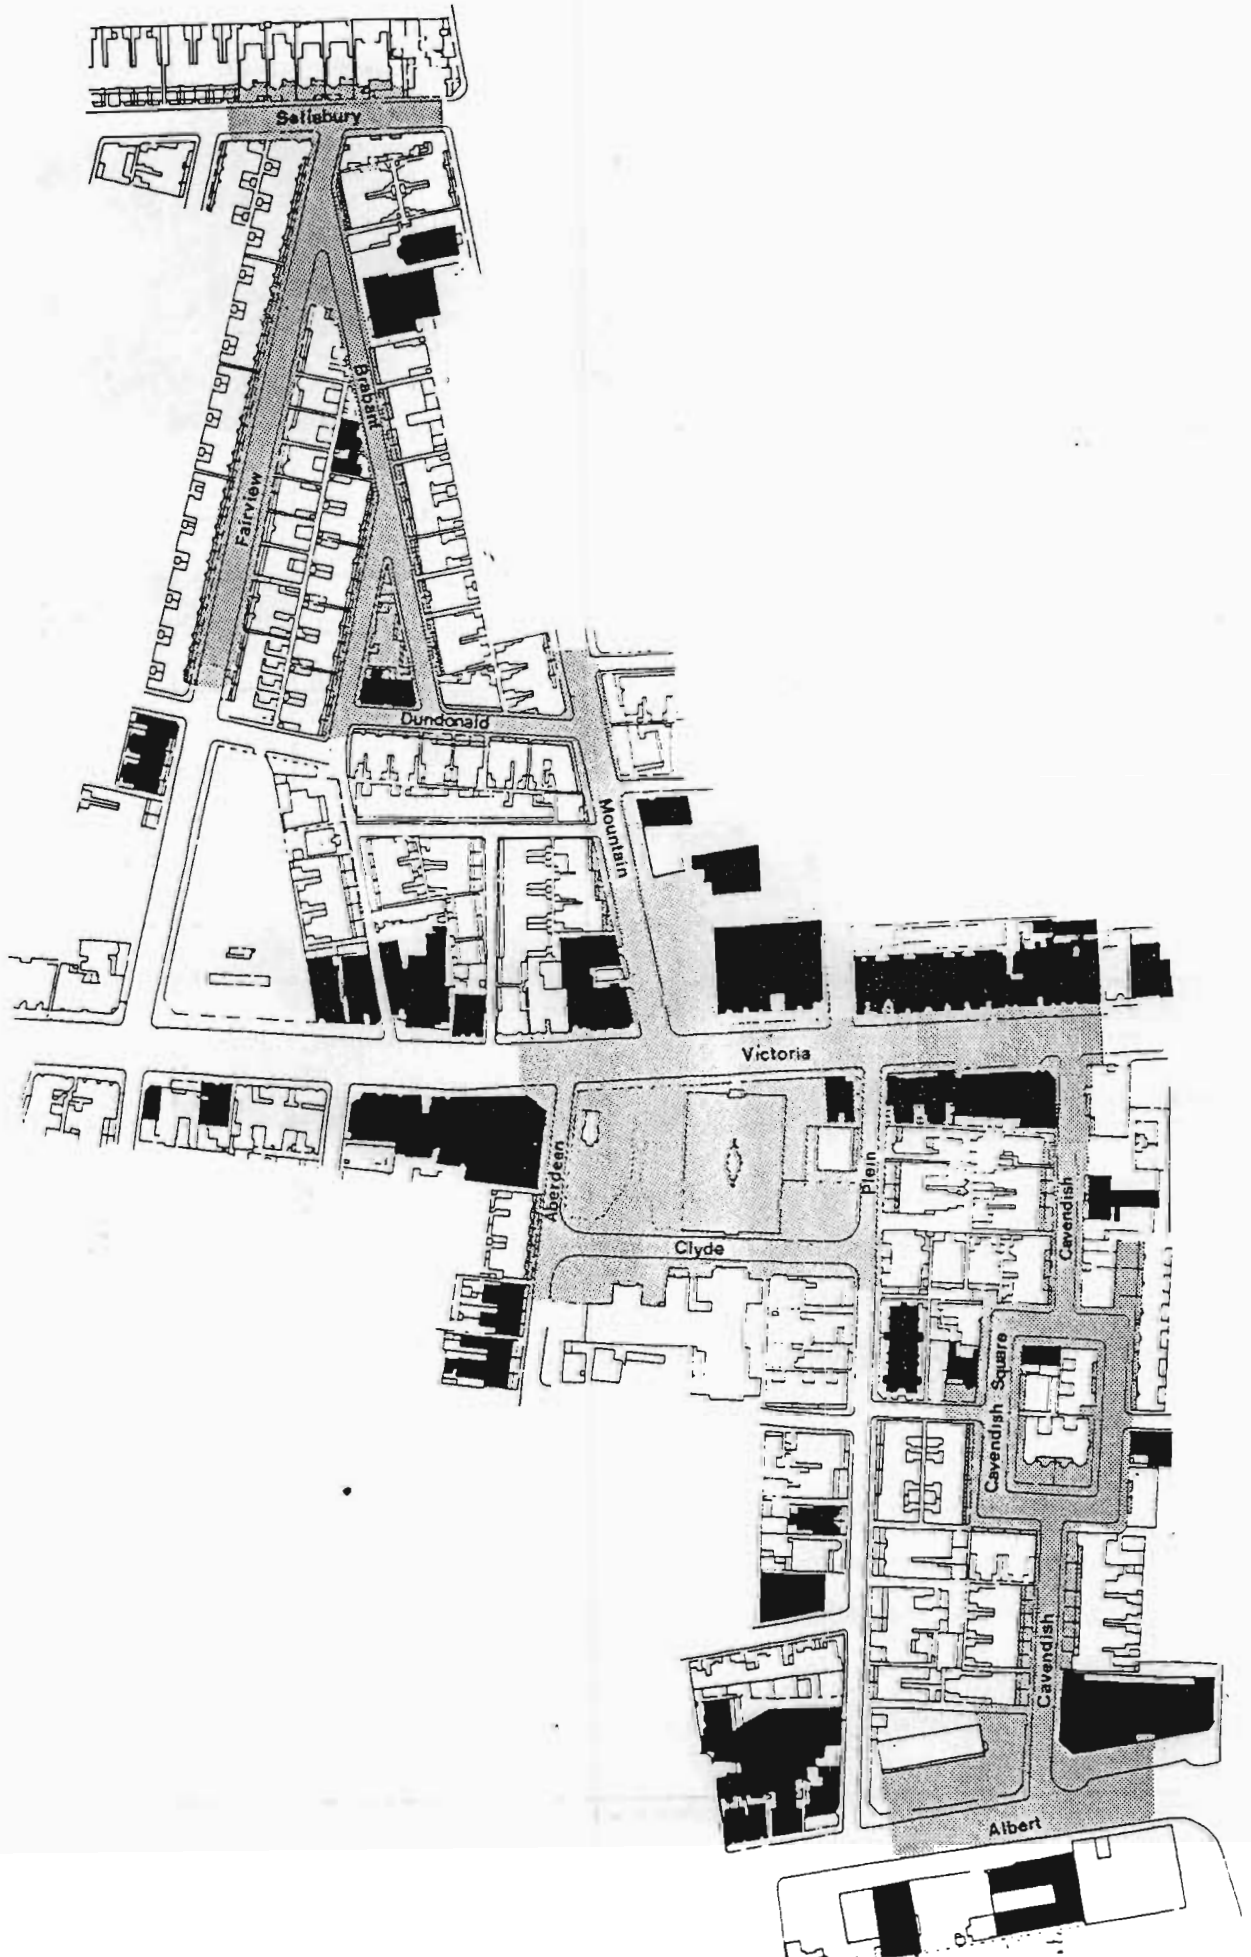 Salisbury
Brabant
Fairview
Dundonald
Mountain
Victoria
Aberdeen
Plein
Cavendish
Clyde
Cavendish Square
Cavendish
Albert